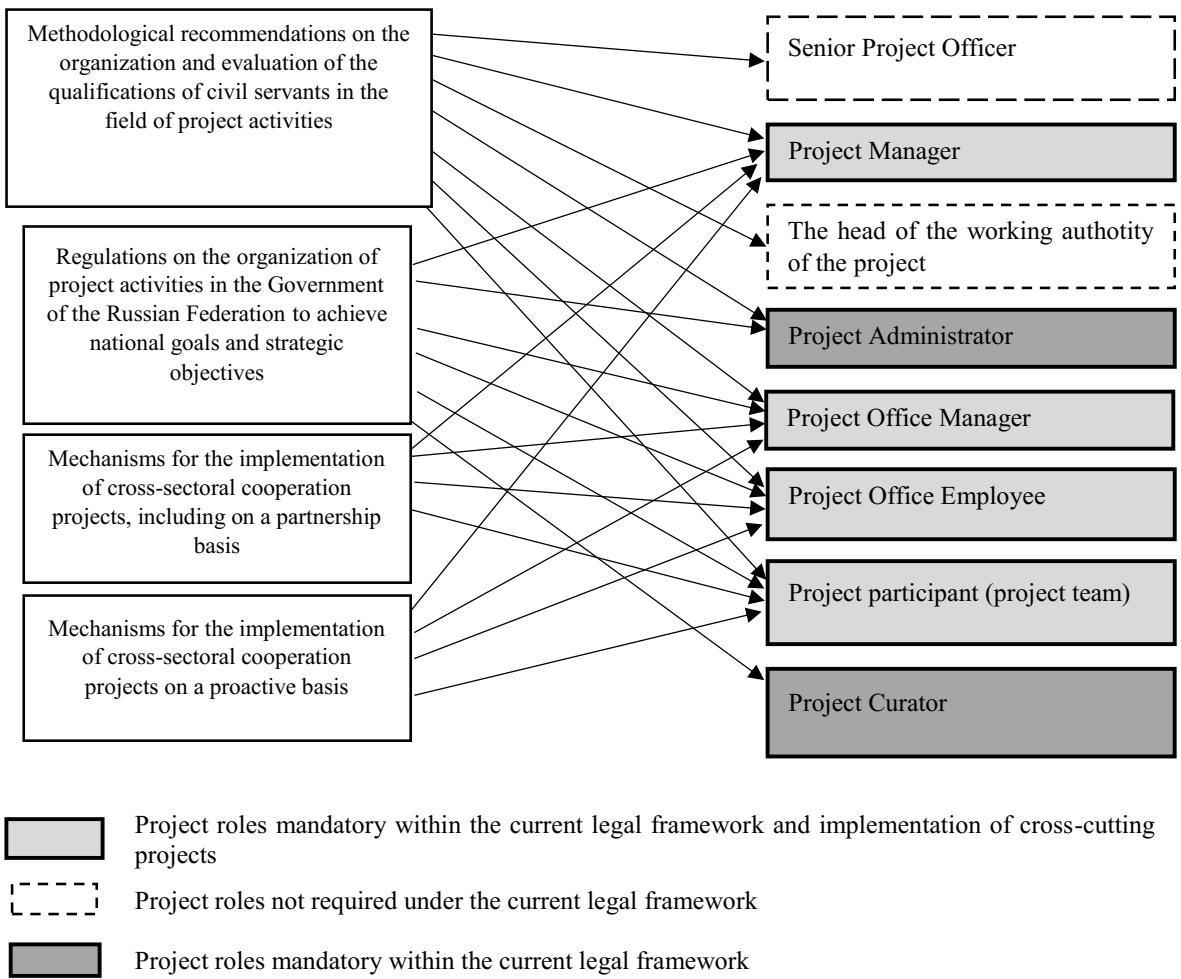 Methodological recommendations on the
organization and evaluation of the
qualifications of civil servants in the
field of project activities
Regulations on the organization of
project activities in the Government
of the Russian Federation to achieve
national goals and strategic
objectives
Mechanisms for the implementation
of cross-sectoral cooperation
projects, including on a partnership
basis
Mechanisms for the implementation
of cross-sectoral cooperation
projects on a proactive basis
Senior Project Officer
Project Manager
The head of the working authotity
of the project
Project Administrator
Project Office Manager
Project Office Employee
Project participant (project team)
Project Curator
Project roles mandatory within the current legal framework and implementation of cross-cutting
projects
Project roles not required under the current legal framework
Project roles mandatory within the current legal framework